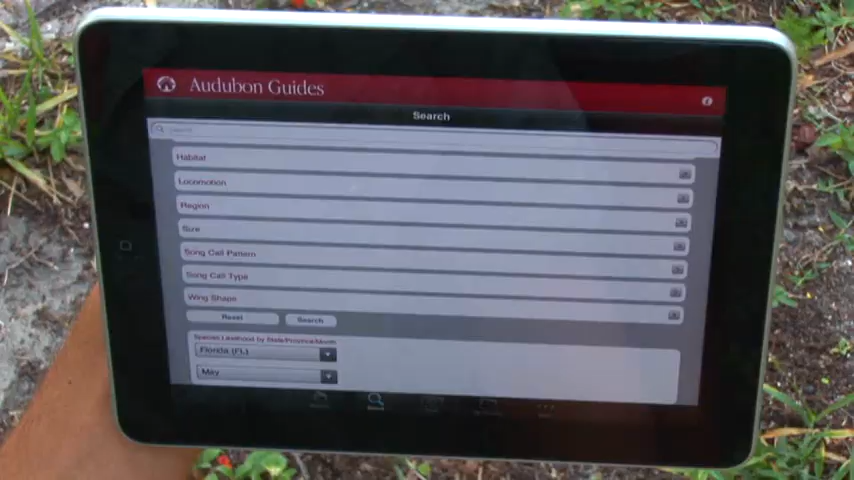 Audubon Guides
Search
Search
Habitat
Locomotion
Region
Size
Song Call Pattern
Song Call Type
Wing Shape
Reset
Search
Species Likelihood by State/Province/Month
Florida (FL)
May